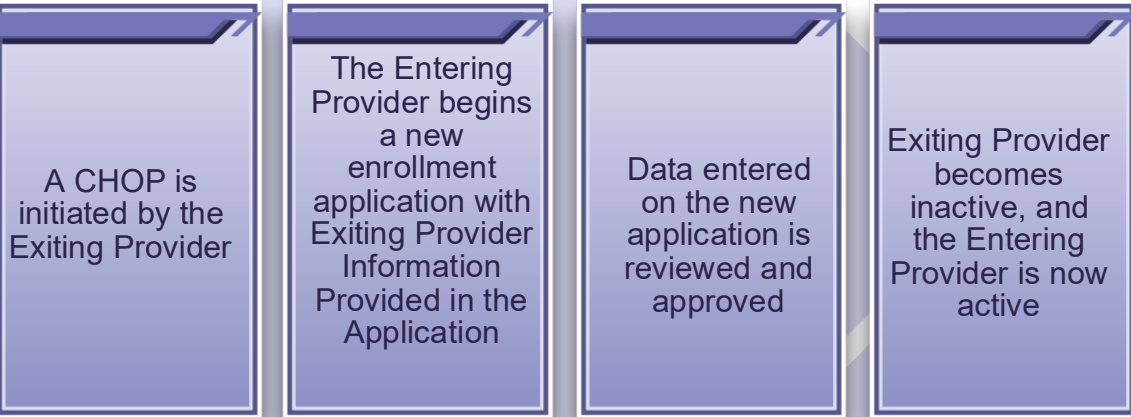 A CHOP is
initiated by the
Exiting Provider
The Entering
Provider begins
a new
enrollment
application with
Exiting Provider
Information
Provided in the
Application
Data entered
on the new
application is
reviewed and
approved
Exiting Provider
becomes
inactive, and
the Entering
Provider is now
active